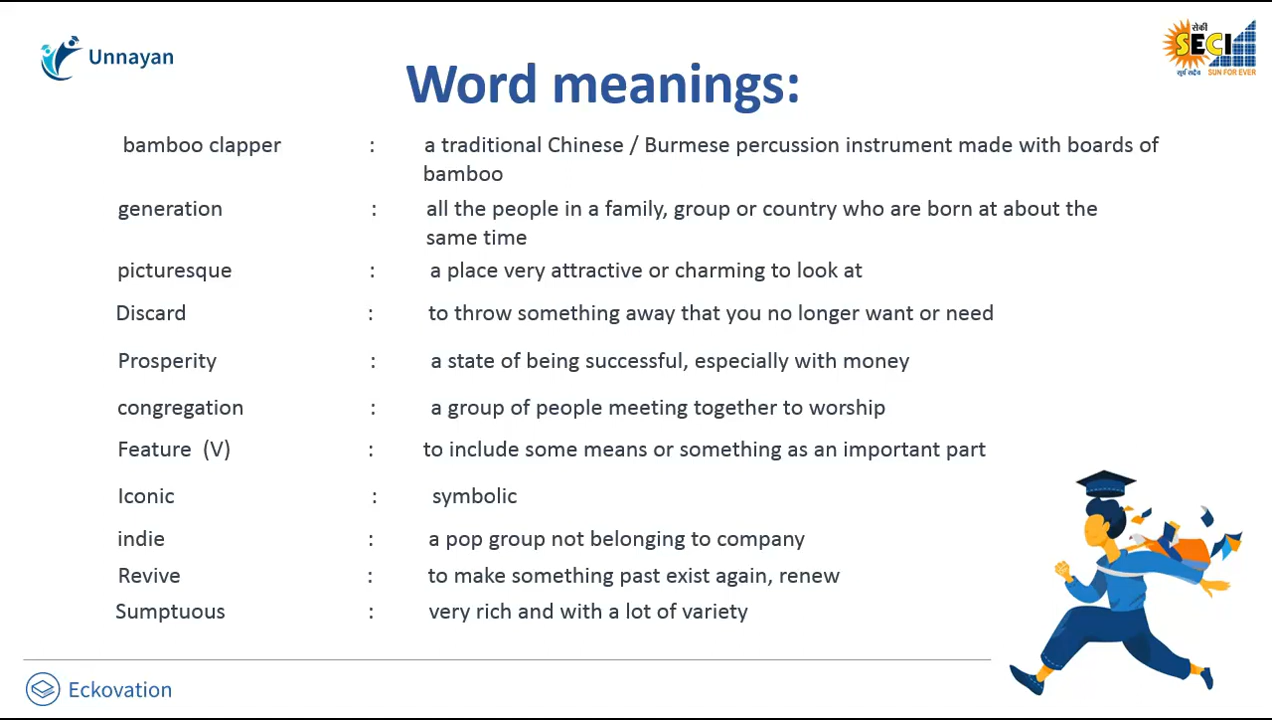 Unnayan
सेकी
SECI
सूर्य सदैव SUN FOR EVER
Word meanings:
bamboo clapper : a traditional Chinese / Burmese percussion instrument made with boards of
bamboo
generation : all the people in a family, group or country who are born at about the
same time
picturesque : a place very attractive or charming to look at
Discard : to throw something away that you no longer want or need
Prosperity : a state of being successful, especially with money
congregation : a group of people meeting together to worship
Feature (V) : to include some means or something as an important part
Iconic : symbolic
indie : a pop group not belonging to company
Revive : to make something past exist again, renew
Sumptuous : very rich and with a lot of variety
Eckovation